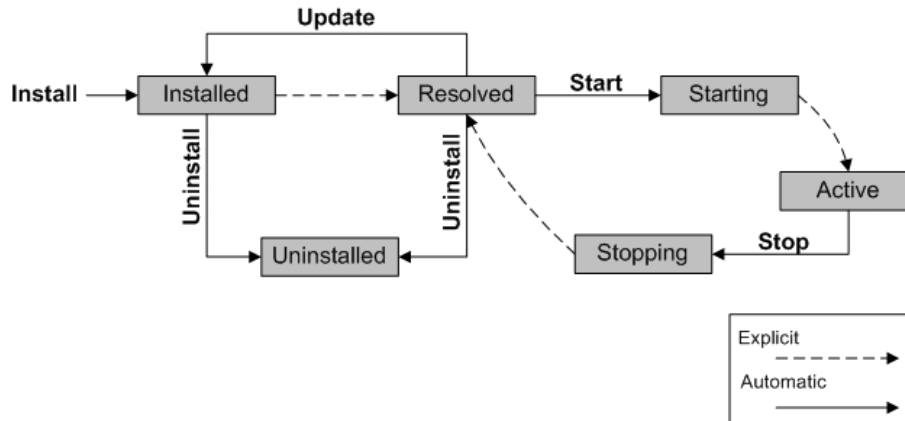 Update
Install
Installed
Resolved
Start
Starting
Uninstall
Uninstall
Active
Uninstalled
Stopping
Stop
Explicit
Automatic